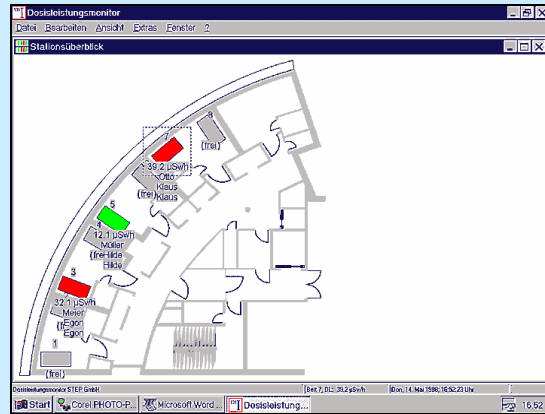 Dosisleistungsmonitor
Datei Bearbeiten Ansicht Extras Fenster ?
Stationsüberblick
8
(frei)
7
39.2 µSv/h
Otto
Klaus
(frei)
Klaus
5
4
12.1 µSv/h
Müller
(frei Hilde
Hilde
3
32.1 µSv/h
Meier
Egon
(frei
Egon
1
(frei)
Dosisleistungsmonitor STEP GmbH
Bett 7, DL: 39,2 µSv/h
Don, 14. Mai 1998, 16:52:23 Uhr
Start
Corel PHOTO-P...
Microsoft Word ...
Dosisleistung...
16:52